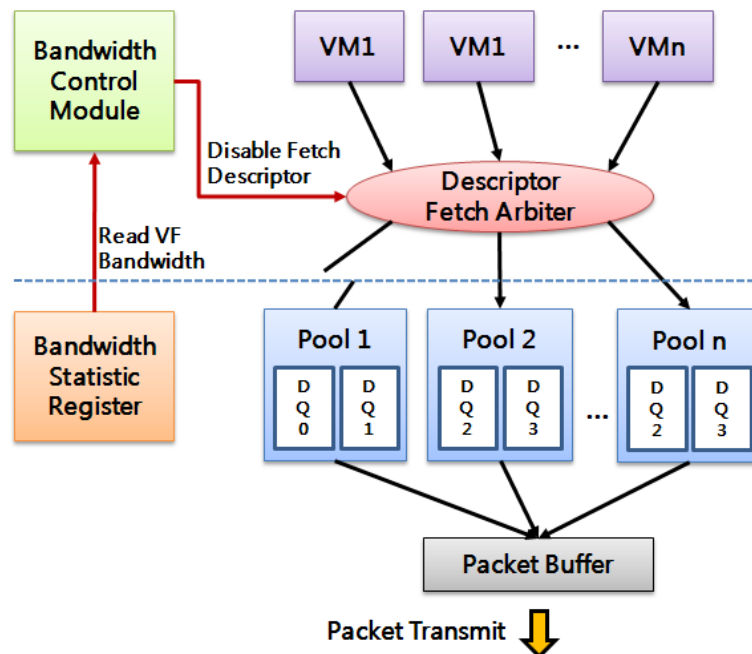 Bandwidth
Control
Module
VM1
VM1
...
VMn
Disable Fetch
Descriptor
Descriptor
Fetch Arbiter
Read VF
Bandwidth
Bandwidth
Statistic
Register
Pool 1
D
Q
0
D
Q
1
Pool 2
D
Q
2
D
Q
3
...
Pool n
D
Q
2
D
Q
3
Packet Buffer
Packet Transmit